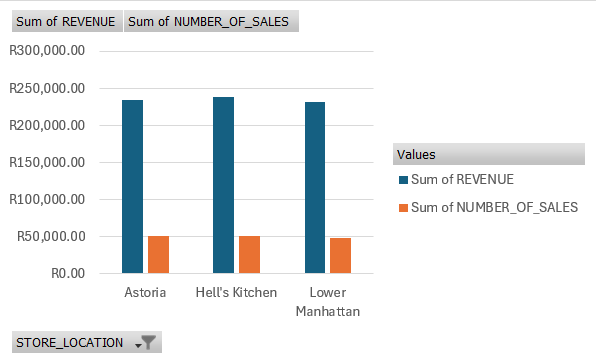 Sum of REVENUE Sum of NUMBER_OF_SALES
R300,000.00
R250,000.00
R200,000.00
R150,000.00
R100,000.00
R50,000.00
R0.00
Astoria Hell's Kitchen Lower
Manhattan
Values
Sum of REVENUE
Sum of NUMBER_OF_SALES
STORE_LOCATION